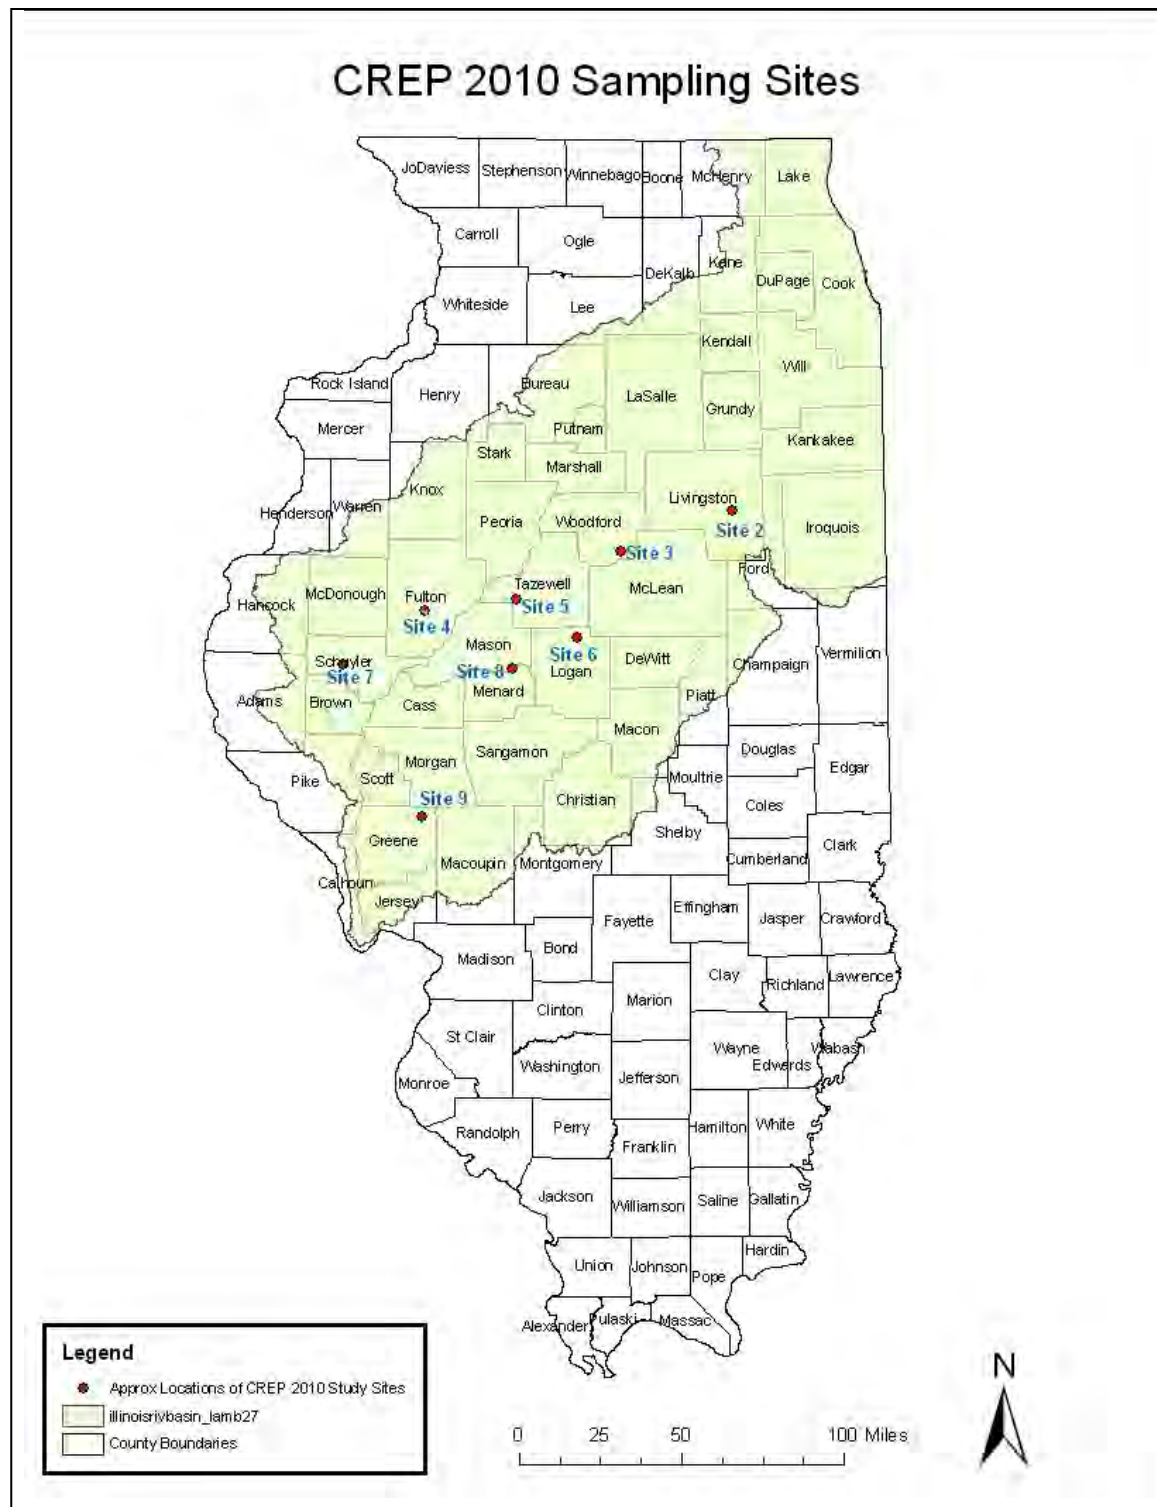 CREP 2010 Sampling Sites
JoDaviess
Stephenson
Winnebago
Boone
McHenry
Lake
Carroll
Ogle
DeKalb
Kane
DuPage
Cook
Whiteside
Lee
Kendall
Will
Rock Island
Henry
Bureau
LaSalle
Grundy
Mercer
Putnam
Kankakee
Stark
Marshall
Knox
Henderson
Warren
Peoria
Woodford
Livingston
Site 2
Iroquois
Site 3
Ford
Hancock
McDonough
Fulton
Site 4
Tazewell
Site 5
McLean
Mason
Site 6
Logan
DeWitt
Champaign
Vermilion
Schuyler
Site 7
Site 8
Menard
Adams
Brown
Cass
Piatt
Macon
Sangamon
Douglas
Edgar
Pike
Scott
Morgan
Moultrie
Christian
Coles
Site 9
Greene
Shelby
Macoupin
Montgomery
Cumberland
Clark
Calhoun
Jersey
Fayette
Effingham
Jasper
Crawford
Madison
Bond
Clay
Richland
Lawrence
Clinton
Marion
St Clair
Washington
Jefferson
Wayne
Edwards
Wabash
Monroe
Randolph
Perry
Franklin
Hamilton
White
Jackson
Williamson
Saline
Gallatin
Union
Johnson
Pope
Hardin
Alexander
Pulaski
Massac
Legend
Approx Locations of CREP 2010 Study Sites
illinoisrivbasin_lamb27
County Boundaries
0 25 50 100 Miles
N